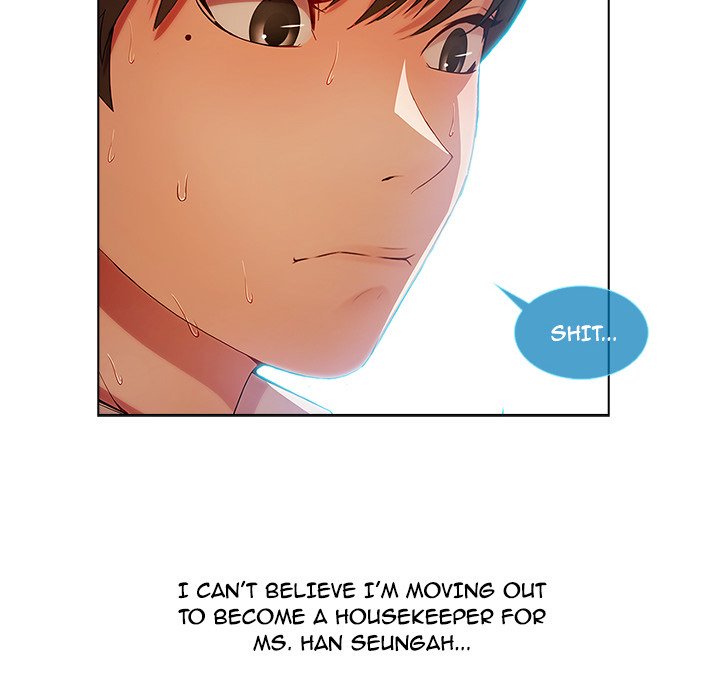 SHIT...
I CAN'T BELIEVE I'M MOVING OUT
TO BECOME A HOUSEKEEPER FOR
MS. HAN SEUNGAH...